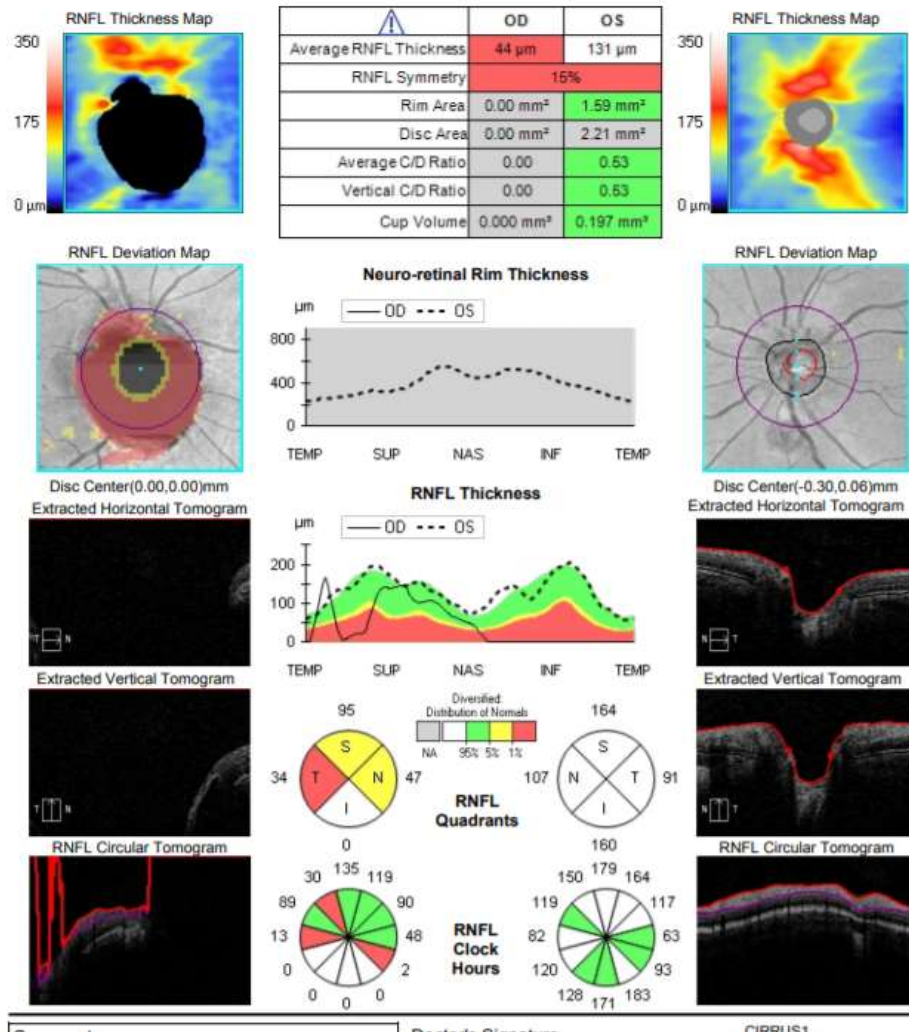 RNFL Thickness Map
350
175
0 μm
OD OS
Average RNFL Thickness 44 μm 131 μm
RNFL Symmetry 15%
Rim Area 0.00 mm² 1.59 mm²
Disc Area 0.00 mm² 2.21 mm²
Average C/D Ratio 0.00 0.53
Vertical C/D Ratio 0.00 0.53
Cup Volume 0.000 mm³ 0.197 mm³
RNFL Thickness Map
350
175
0 μm
RNFL Deviation Map
Disc Center(0.00,0.00)mm
Neuro-retinal Rim Thickness
μm OD OS
800
400
0
TEMP SUP NAS INF TEMP
RNFL Deviation Map
Disc Center(-0.30,0.06)mm
Extracted Horizontal Tomogram
T N
RNFL Thickness
μm OD OS
200
100
0
TEMP SUP NAS INF TEMP
Extracted Horizontal Tomogram
N T
Extracted Vertical Tomogram
T N
Diversified:
Distribution of Normals
NA 95% 5% 1%
95
34 S T N I 47
0
RNFL
Quadrants
164
107 S N T I 91
160
Extracted Vertical Tomogram
N T
RNFL Circular Tomogram
135
30 119
89 90
13 48
0 2
0 0
0
RNFL
Clock
Hours
179
150 164
119 117
82 63
120 93
128 183
171
RNFL Circular Tomogram
CIRRUS1